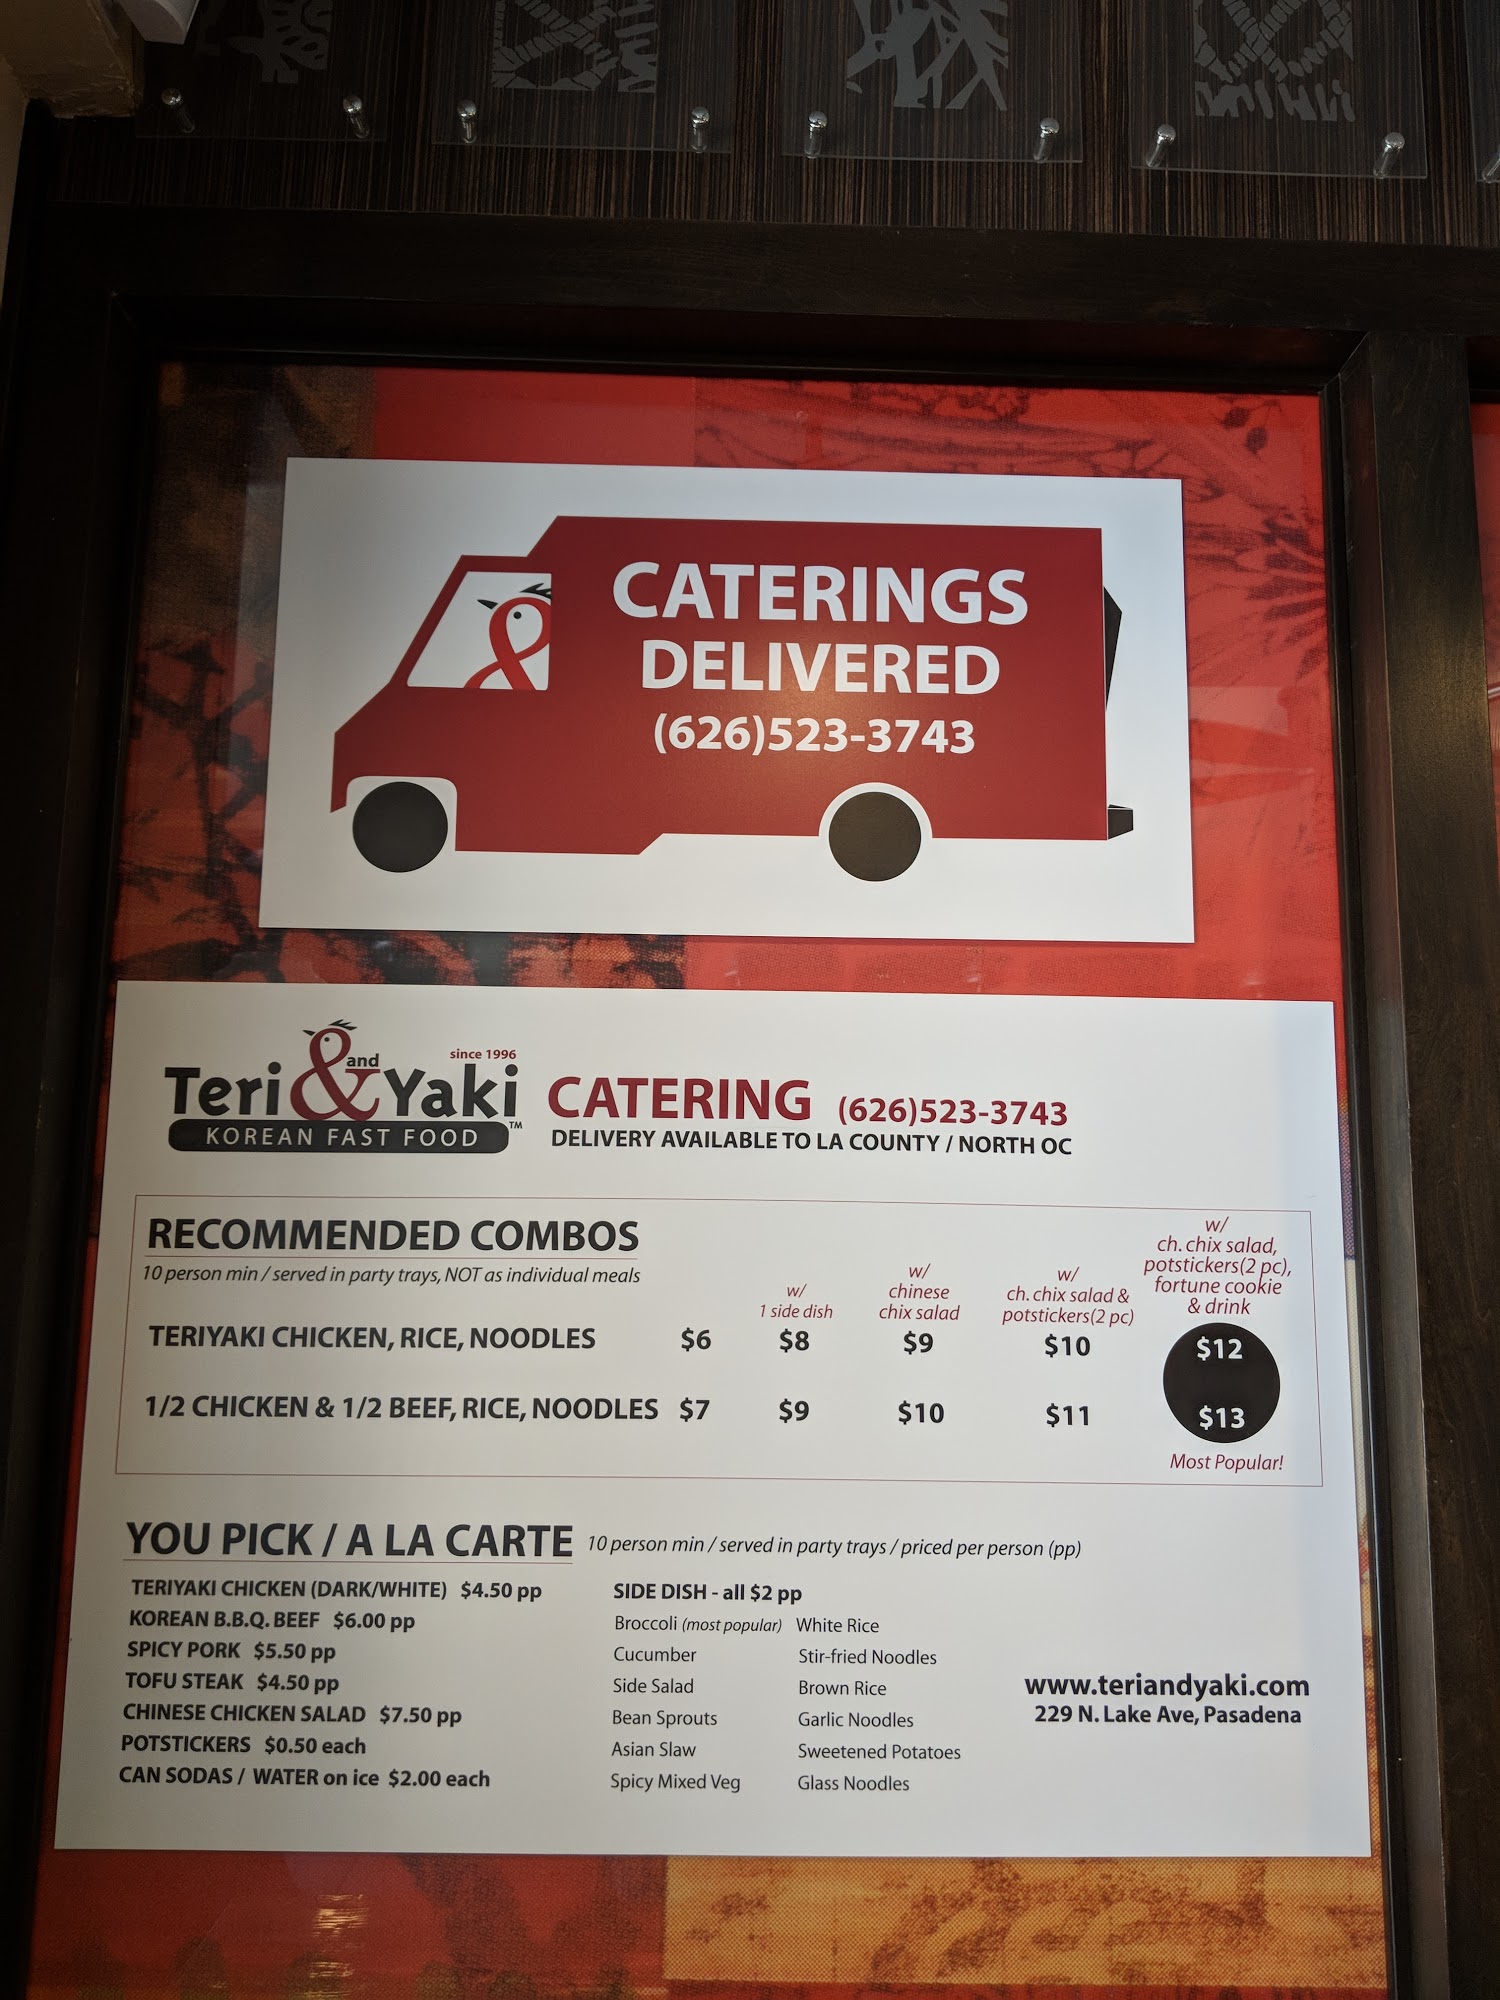 CATERINGS
DELIVERED
(626)523-3743
since 1996
Teri & and Yaki
KOREAN FAST FOOD ™
CATERING (626)523-3743
DELIVERY AVAILABLE TO LA COUNTY / NORTH OC
RECOMMENDED COMBOS
10 person min / served in party trays, NOT as individual meals
w/
1 side dish
w/
chinese
chix salad
w/
ch. chix salad &
potstickers(2 pc)
w/
ch. chix salad,
potstickers(2 pc),
fortune cookie
& drink
TERIYAKI CHICKEN, RICE, NOODLES $6 $8 $9 $10 $12
1/2 CHICKEN & 1/2 BEEF, RICE, NOODLES $7 $9 $10 $11 $13
Most Popular!
YOU PICK / A LA CARTE 10 person min / served in party trays / priced per person (pp)
TERIYAKI CHICKEN (DARK/WHITE) $4.50 pp
KOREAN B.B.Q. BEEF $6.00 pp
SPICY PORK $5.50 pp
TOFU STEAK $4.50 pp
CHINESE CHICKEN SALAD $7.50 pp
POTSTICKERS $0.50 each
CAN SODAS / WATER on ice $2.00 each
SIDE DISH - all $2 pp
Broccoli (most popular) White Rice
Cucumber Stir-fried Noodles
Side Salad Brown Rice
Bean Sprouts Garlic Noodles
Asian Slaw Sweetened Potatoes
Spicy Mixed Veg Glass Noodles
www.teriandyaki.com
229 N. Lake Ave, Pasadena